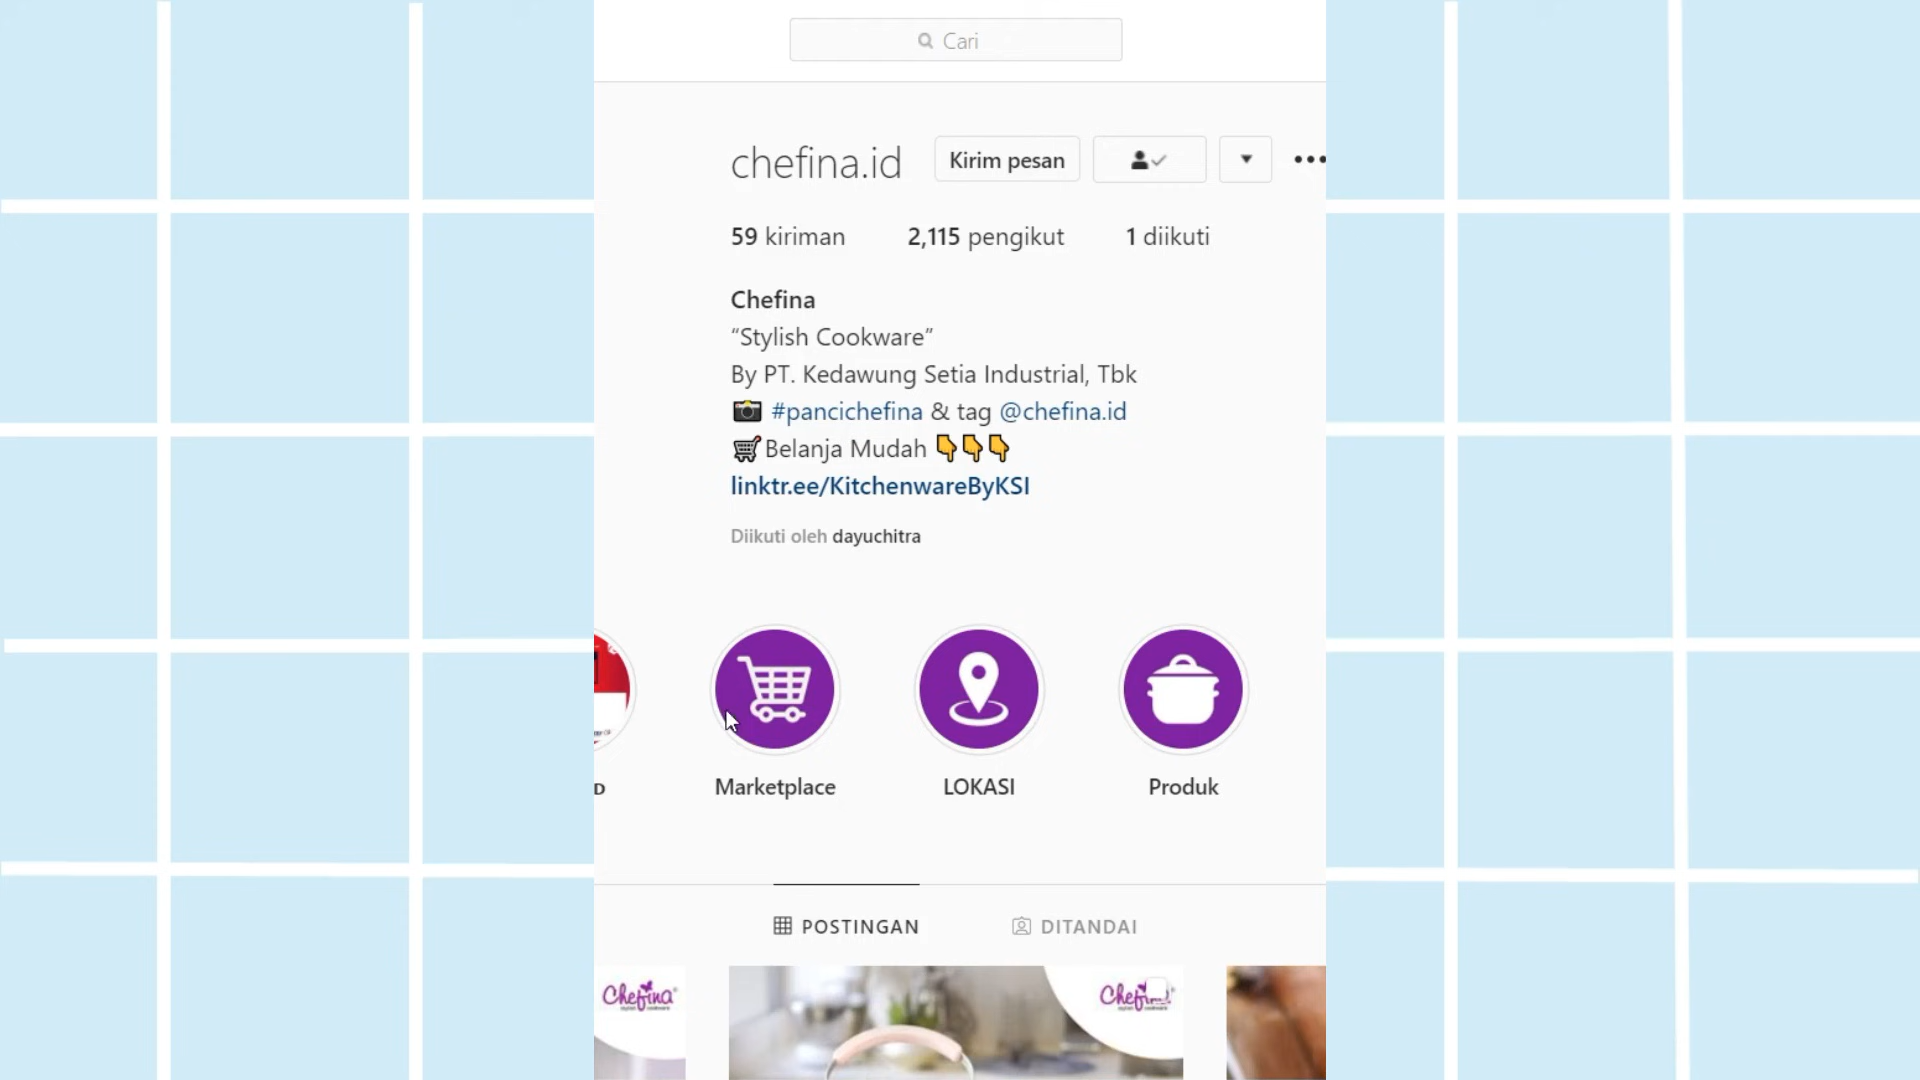 Cari
chefina.id Kirim pesan
59 kiriman 2,115 pengikut 1 diikuti
Chefina
“Stylish Cookware”
By PT. Kedawung Setia Industrial, Tbk
#pancichefina & tag @chefina.id
Belanja Mudah
linktr.ee/KitchenwareByKSI
Diikuti oleh dayuchitra
Marketplace LOKASI Produk
POSTINGAN DITANDAI
Chefina
stylish cookware